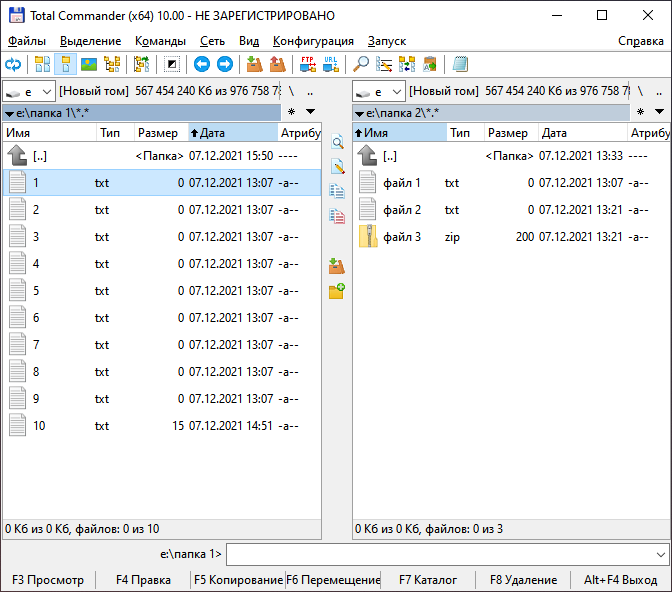 Total Commander (x64) 10.00 - НЕ ЗАРЕГИСТРИРОВАНО
Файлы Выделение Команды Сеть Вид Конфигурация Запуск Справка
FTP URL
e [Новый том] 567 454 240 Кб из 976 758 7 \ ..
e:\папка 1\*.* * 
Имя Тип Размер Дата Атрибу
[..] <Папка> 07.12.2021 15:50 ----
1 txt 0 07.12.2021 13:07 -a--
2 txt 0 07.12.2021 13:07 -a--
3 txt 0 07.12.2021 13:07 -a--
4 txt 0 07.12.2021 13:07 -a--
5 txt 0 07.12.2021 13:07 -a--
6 txt 0 07.12.2021 13:07 -a--
7 txt 0 07.12.2021 13:07 -a--
8 txt 0 07.12.2021 13:07 -a--
9 txt 0 07.12.2021 13:07 -a--
10 txt 15 07.12.2021 14:51 -a--
0 Кб из 0 Кб, файлов: 0 из 10
e [Новый том] 567 454 240 Кб из 976 758 7 \ ..
e:\папка 2\*.* *
Имя Тип Размер Дата Атрибу
[..] <Папка> 07.12.2021 13:33 ----
файл 1 txt 0 07.12.2021 13:07 -a--
файл 2 txt 0 07.12.2021 13:21 -a--
файл 3 zip 200 07.12.2021 13:21 -a--
0 Кб из 0 Кб, файлов: 0 из 3
e:\папка 1>
F3 Просмотр F4 Правка F5 Копирование F6 Перемещение F7 Каталог F8 Удаление Alt+F4 Выход